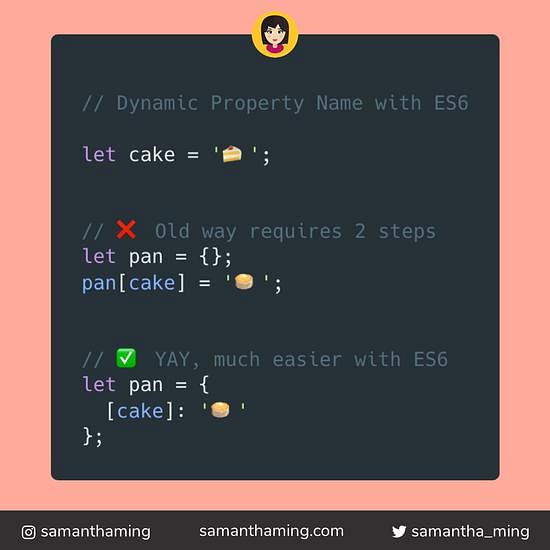 // Dynamic Property Name with ES6
let cake = '🍰 ';
// ❌ Old way requires 2 steps
let pan = {};
pan[cake] = '🥞 ';
// ✅ YAY, much easier with ES6
let pan = {
  [cake]: '🥞 '
};
samanthaming samanthaming.com samantha_ming